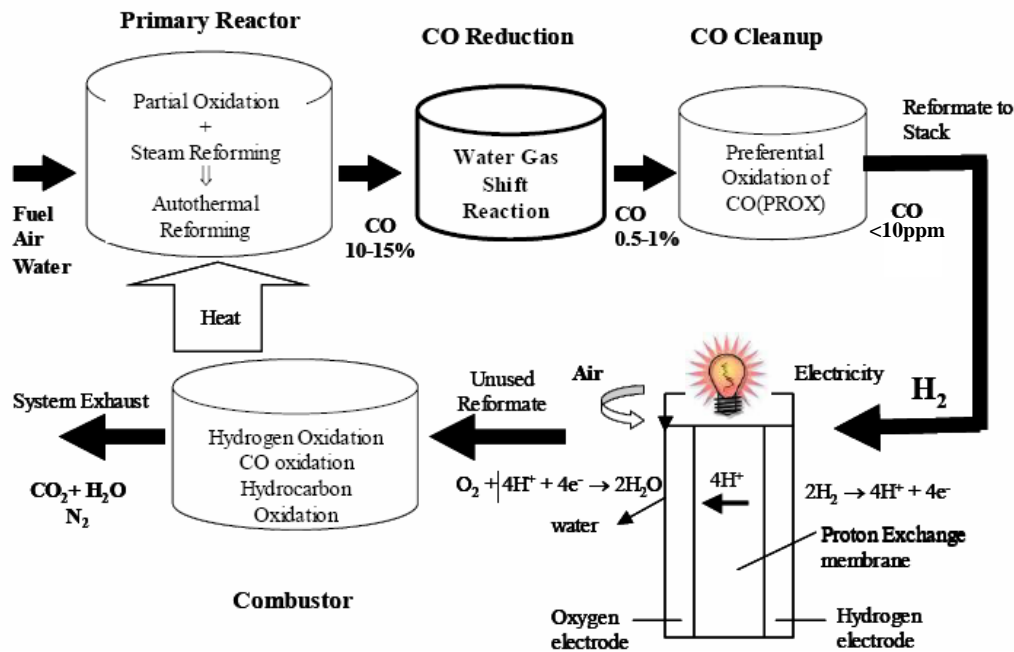 Primary Reactor
Partial Oxidation
+
Steam Reforming
⇓
Autothermal
Reforming
Fuel
Air
Water
CO Reduction
Water Gas
Shift
Reaction
CO
10-15%
CO Cleanup
Preferential
Oxidation of
CO(PROX)
CO
0.5-1%
Reformate to
Stack
CO
<10ppm
Heat
System Exhaust
CO₂+ H₂O
N₂
Hydrogen Oxidation
CO oxidation
Hydrocarbon
Oxidation
Combustor
Unused
Reformate
Air
Electricity
H₂
O₂ + 4H⁺ + 4e⁻ → 2H₂O
water
4H⁺
2H₂ → 4H⁺ + 4e⁻
Proton Exchange
membrane
Oxygen
electrode
Hydrogen
electrode